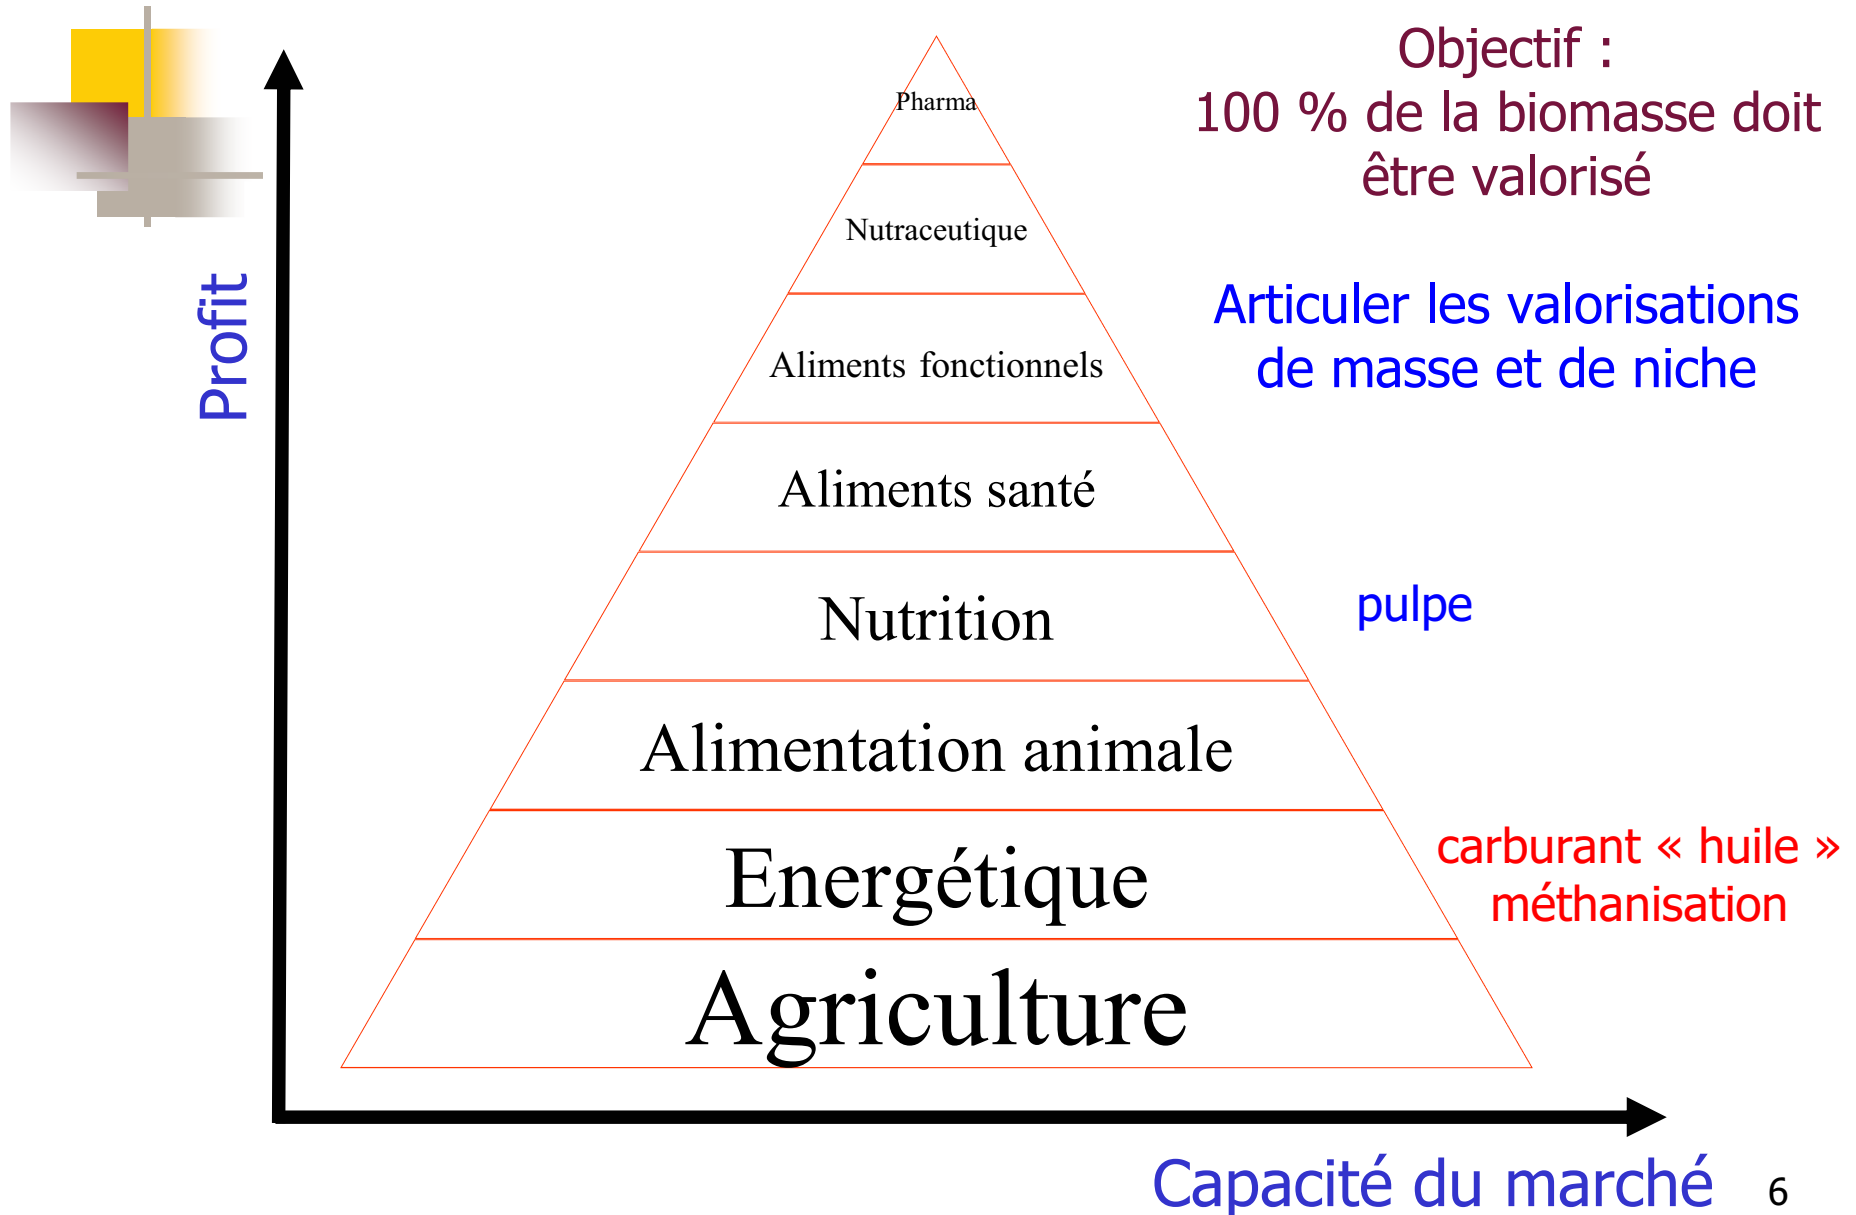 Objectif :
100 % de la biomasse doit
être valorisé
Articuler les valorisations
de masse et de niche
Profit
Pharma
Nutraceutique
Aliments fonctionnels
Aliments santé
Nutrition
pulpe
Alimentation animale
Energétique
carburant « huile »
méthanisation
Agriculture
Capacité du marché
6